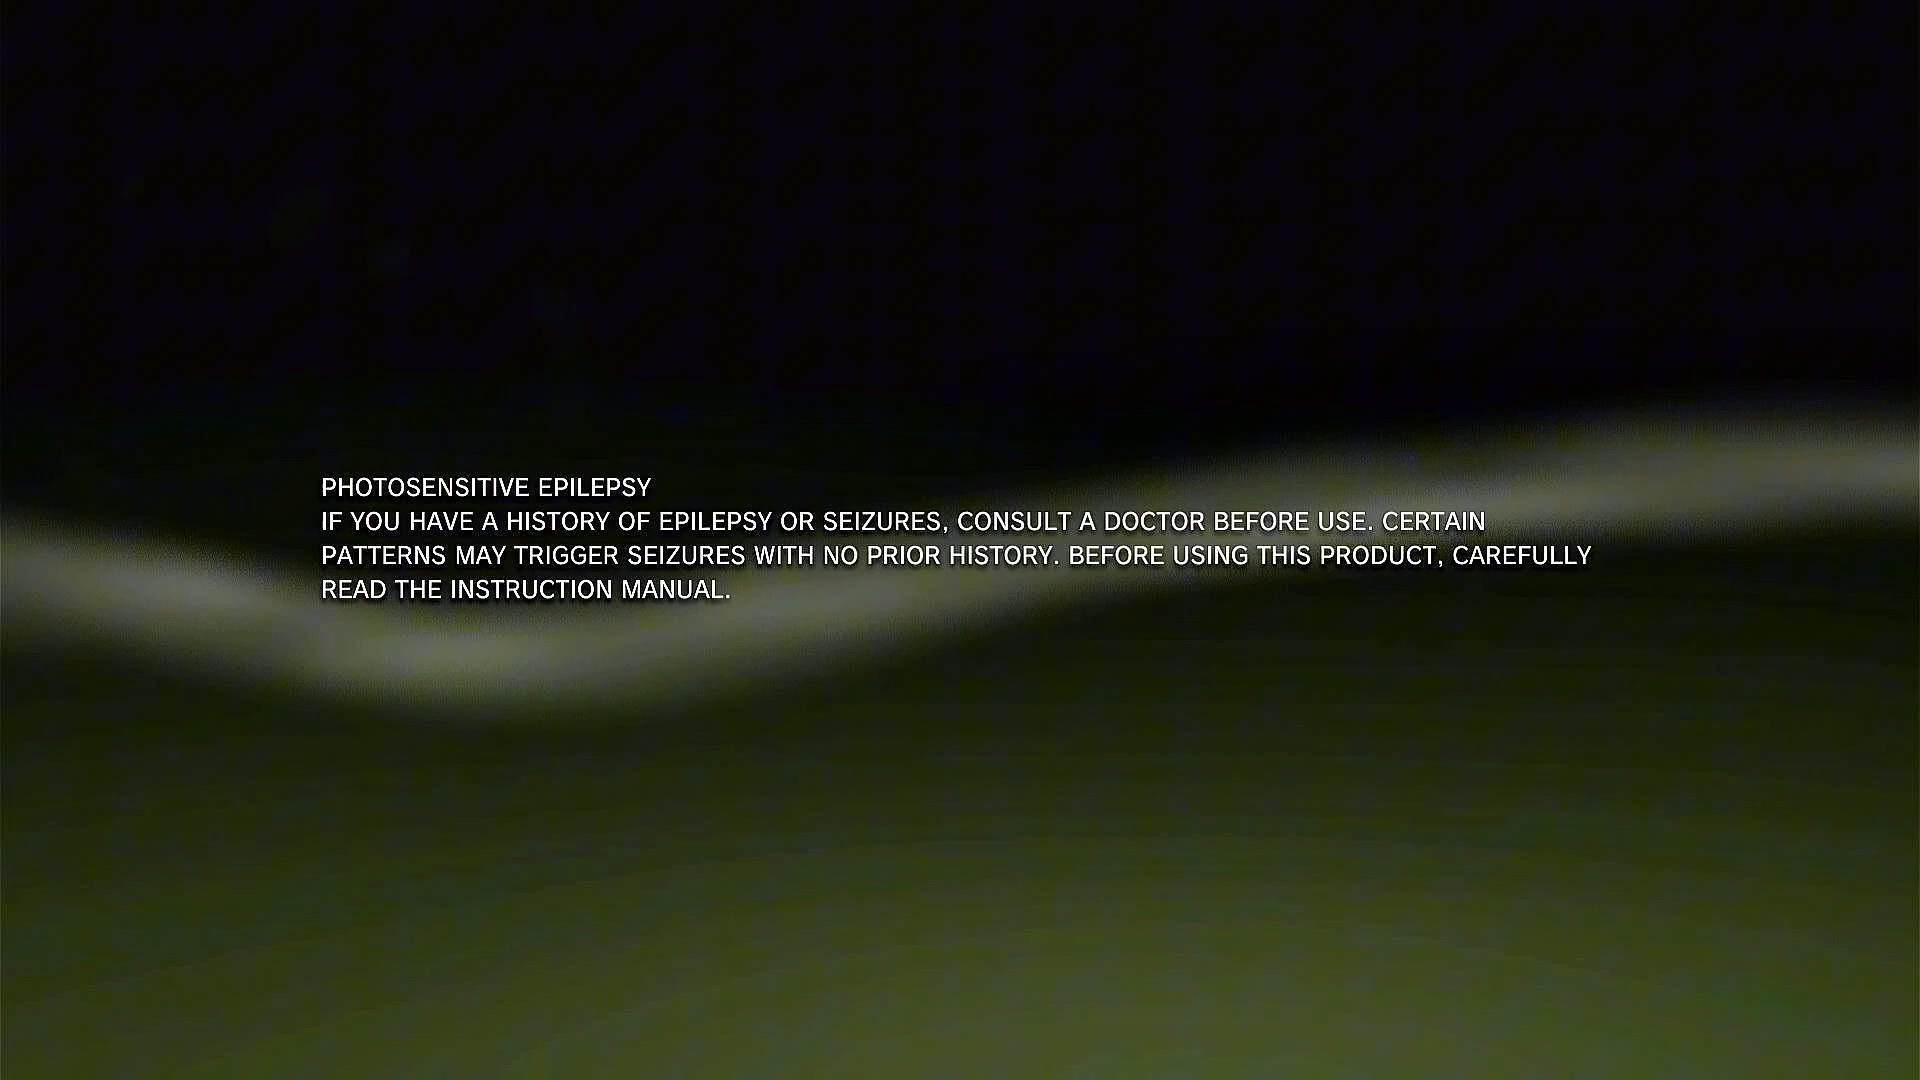 PHOTOSENSITIVE EPILEPSY
IF YOU HAVE A HISTORY OF EPILEPSY OR SEIZURES, CONSULT A DOCTOR BEFORE USE. CERTAIN
PATTERNS MAY TRIGGER SEIZURES WITH NO PRIOR HISTORY. BEFORE USING THIS PRODUCT, CAREFULLY
READ THE INSTRUCTION MANUAL.